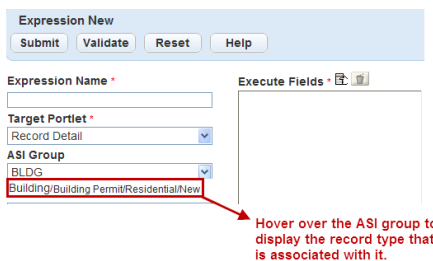 Expression New
Submit Validate Reset Help
Expression Name *
Execute Fields *
Target Portlet *
Record Detail
ASI Group
BLDG
Building/Building Permit/Residential/New
Hover over the ASI group to
display the record type that
is associated with it.